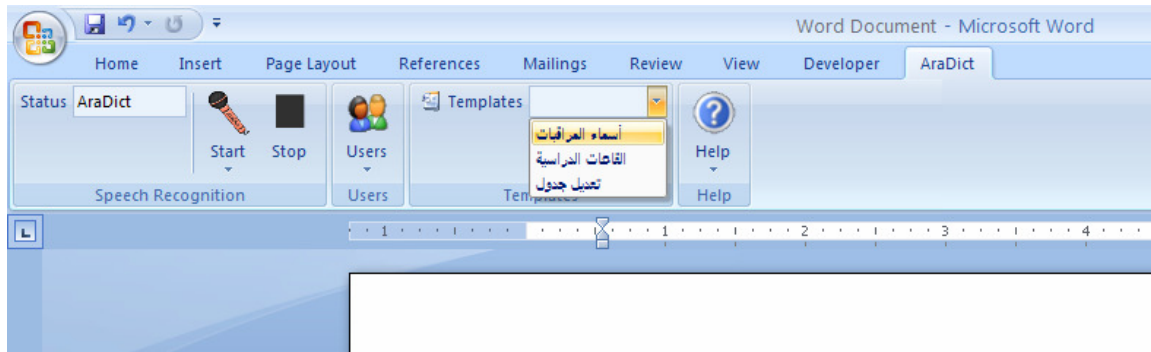 Word Document - Microsoft Word
Home Insert Page Layout References Mailings Review View Developer AraDict
Status AraDict
Templates
أسماء المراقبات
القاعات الدراسية
تعديل جدول
Start Stop Users Help
Speech Recognition Users Templates Help
L
1 1 2 3 4